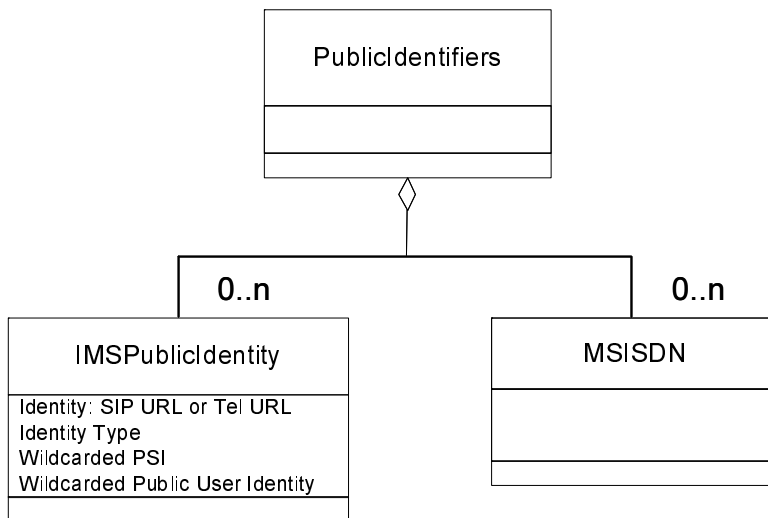 PublicIdentifiers
0..n
0..n
IMSPublicIdentity
MSISDN
Identity: SIP URL or Tel URL
Identity Type
Wildcarded PSI
Wildcarded Public User Identity